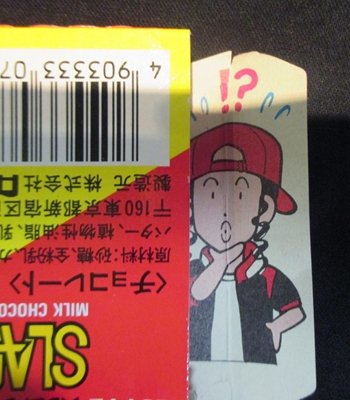 !?
SLA
MILK CHOCO
〈チョコレート〉
原材料:砂糖,全粉乳,カ
バター,植物性油脂,乳
〒160 東京都新宿区
製造元 株式会社ロ
4 903333 07